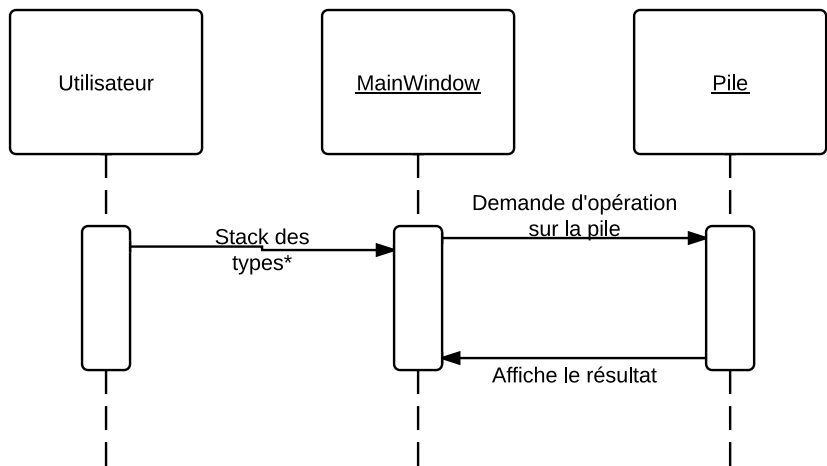 Utilisateur
MainWindow
Pile
Demande d'opération
sur la pile
Stack des
types*
Affiche le résultat